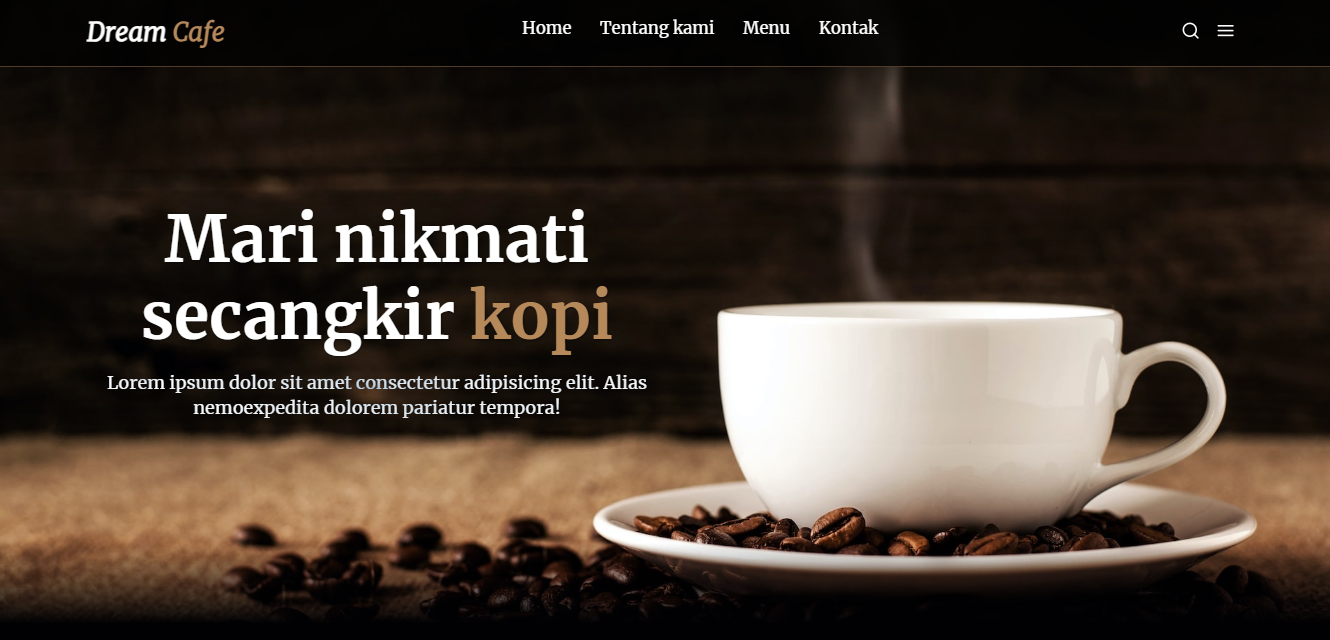 Dream Cafe
Home Tentang kami Menu Kontak
Mari nikmati
secangkir kopi
Lorem ipsum dolor sit amet consectetur adipisicing elit. Alias
nemoexpedita dolorem pariatur tempora!